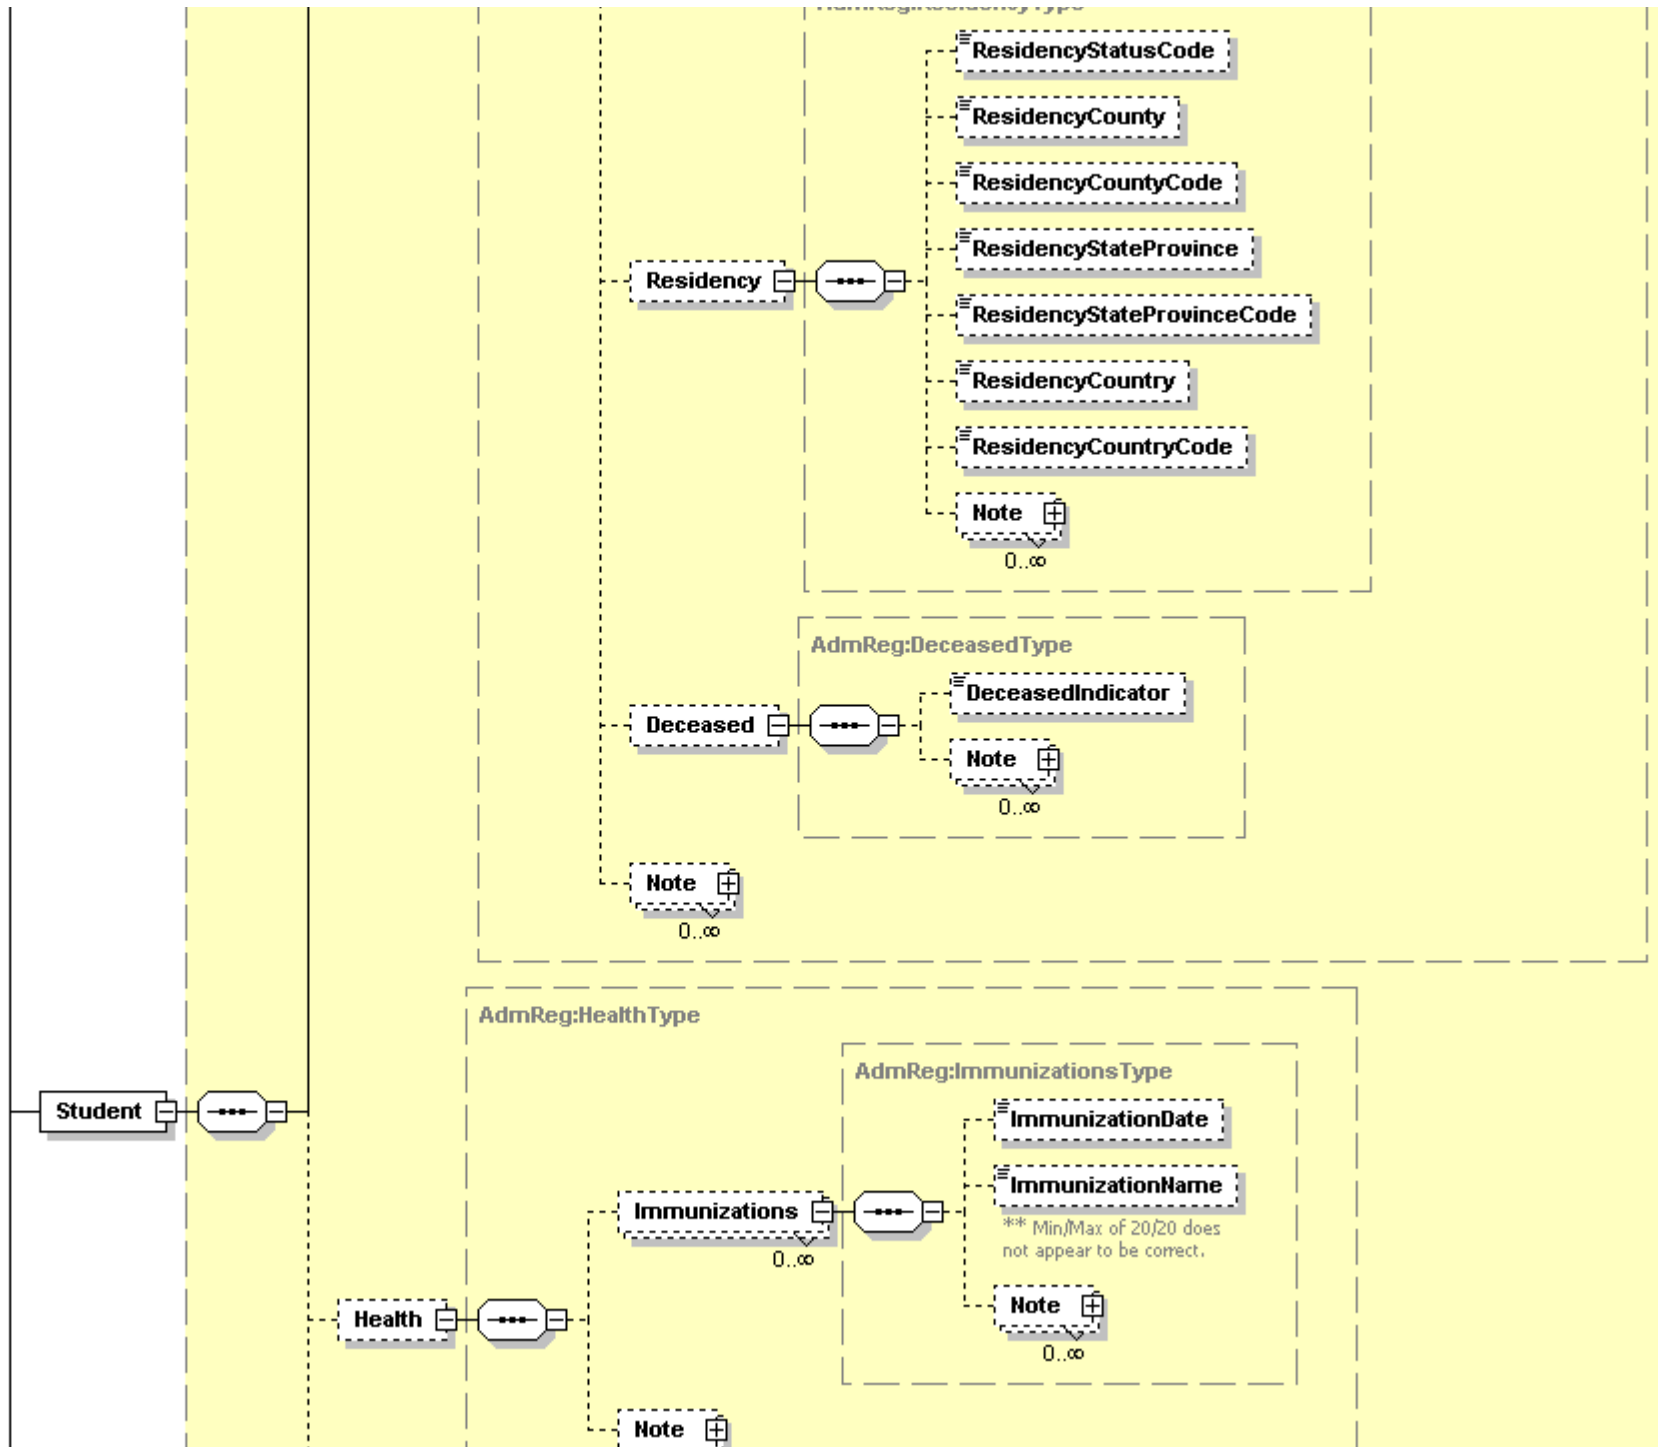 AdmReg:ResidencyType
ResidencyStatusCode
ResidencyCounty
ResidencyCountyCode
ResidencyStateProvince
Residency
ResidencyStateProvinceCode
ResidencyCountry
ResidencyCountryCode
Note
0..∞
AdmReg:DeceasedType
DeceasedIndicator
Deceased
Note
0..∞
Note
0..∞
AdmReg:HealthType
AdmReg:ImmunizationsType
Student
ImmunizationDate
ImmunizationName
Immunizations
** Min/Max of 20/20 does
not appear to be correct.
0..∞
Note
Health
0..∞
Note